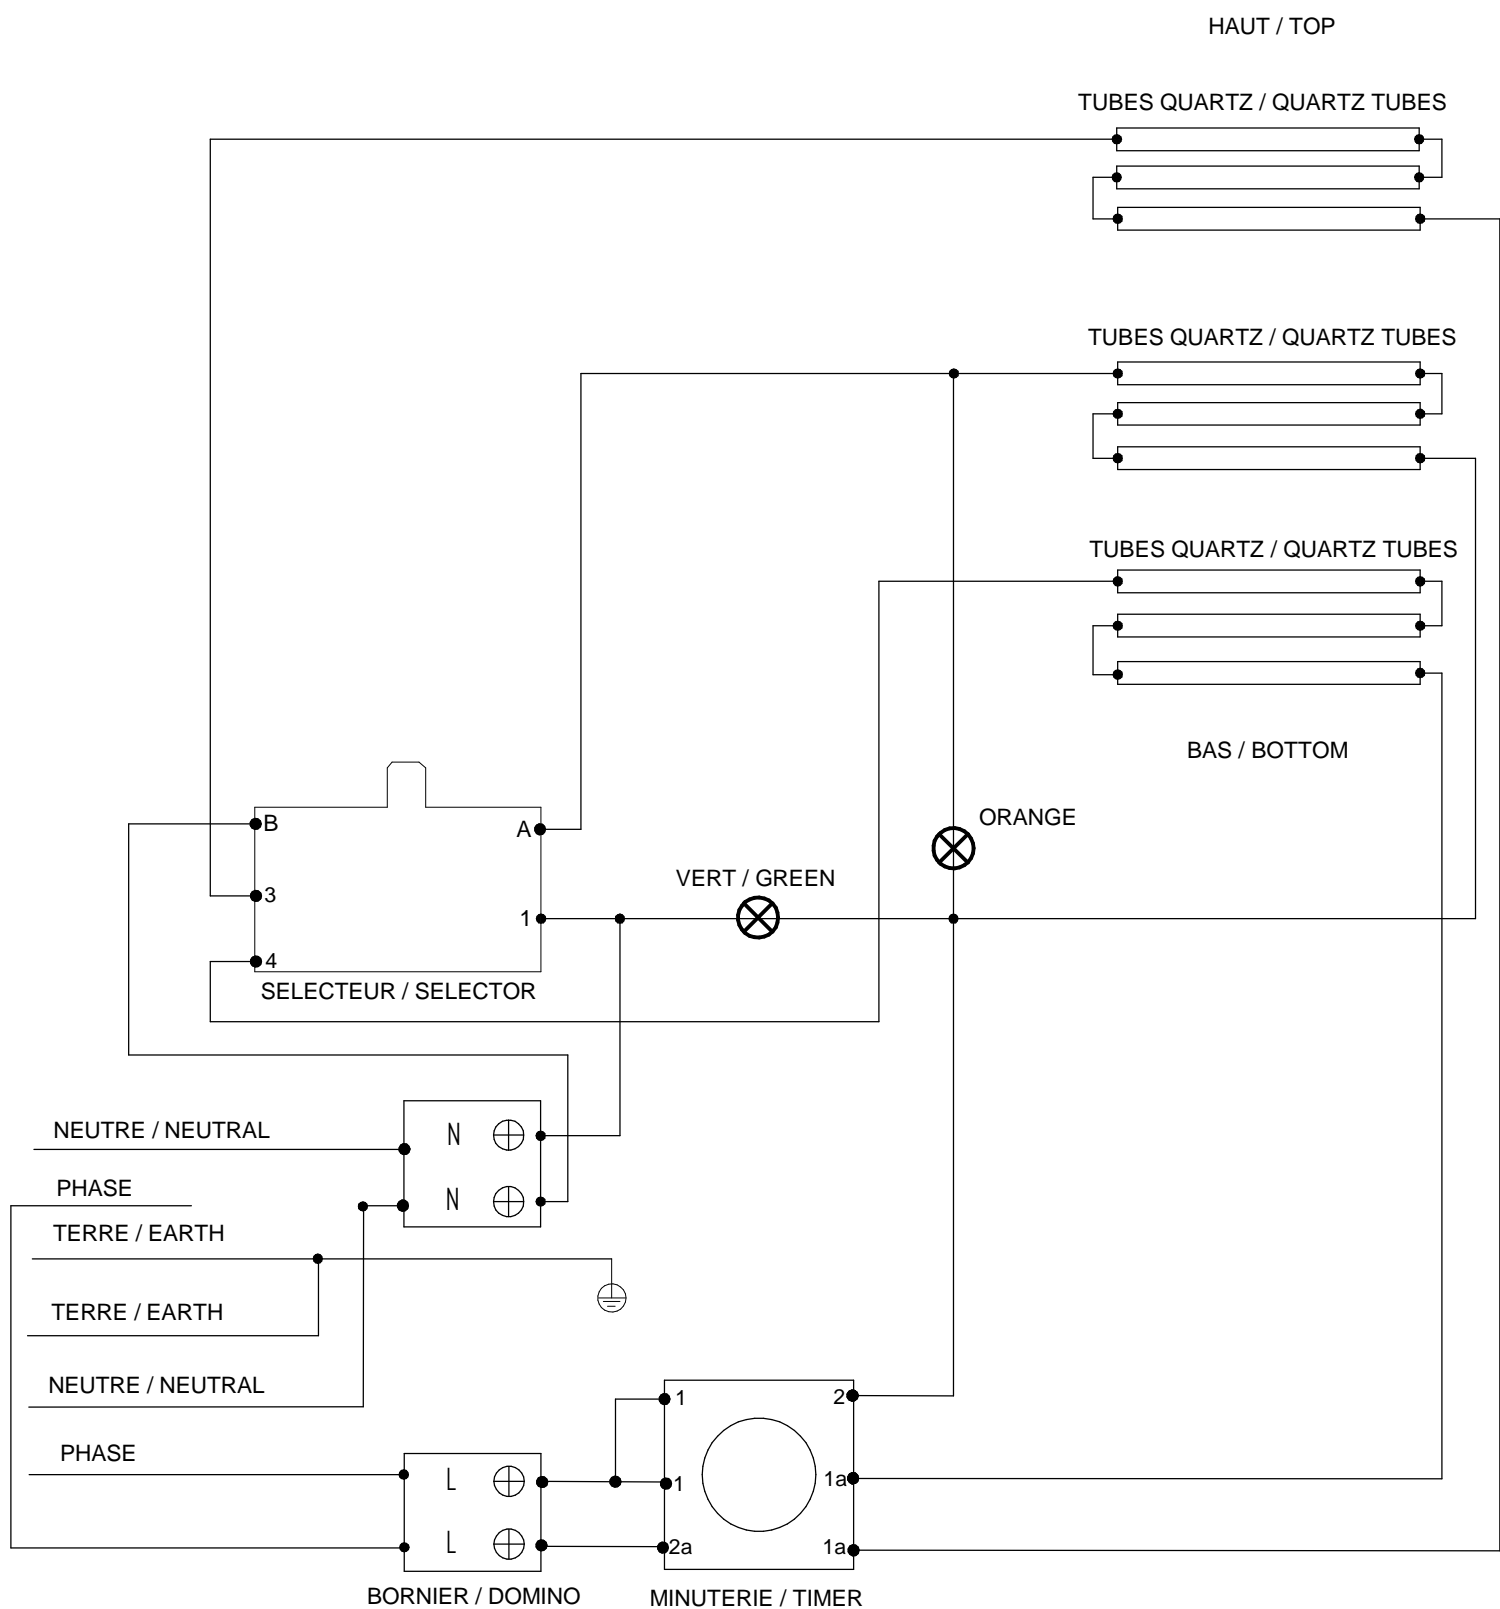 HAUT / TOP
TUBES QUARTZ / QUARTZ TUBES
TUBES QUARTZ / QUARTZ TUBES
TUBES QUARTZ / QUARTZ TUBES
BAS / BOTTOM
ORANGE
B
A
VERT / GREEN
3
1
4
SELECTEUR / SELECTOR
NEUTRE / NEUTRAL
N
PHASE
N
TERRE / EARTH
TERRE / EARTH
NEUTRE / NEUTRAL
1
2
PHASE
L
1
1a
L
2a
1a
BORNIER / DOMINO
MINUTERIE / TIMER